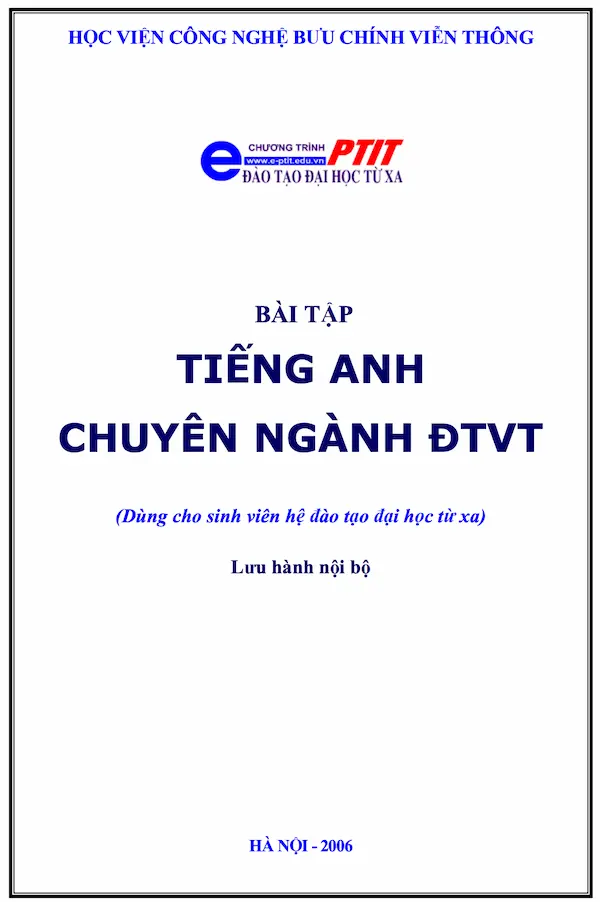 HỌC VIỆN CÔNG NGHỆ BƯU CHÍNH VIỄN THÔNG
e CHƯƠNG TRÌNH PTIT
www.e-ptit.edu.vn
ĐÀO TẠO ĐẠI HỌC TỪ XA
BÀI TẬP
TIẾNG ANH
CHUYÊN NGÀNH ĐTVT
(Dùng cho sinh viên hệ đào tạo đại học từ xa)
Lưu hành nội bộ
HÀ NỘI - 2006